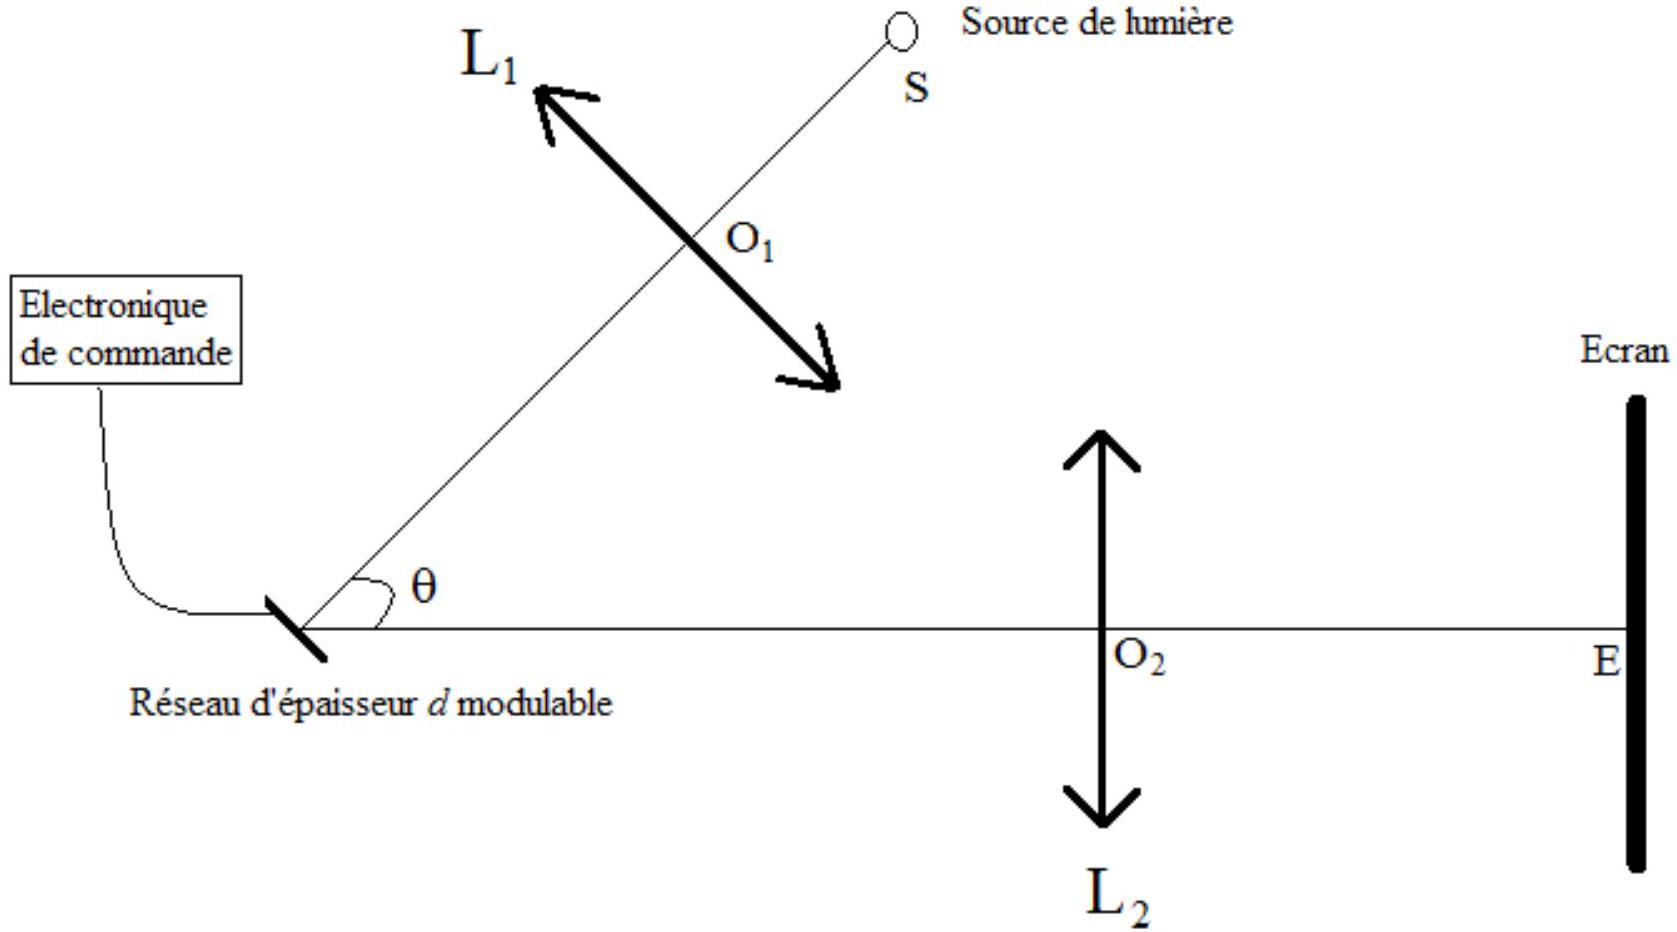 Source de lumière
L1
S
O1
Electronique
de commande
Ecran
θ
O2
E
Réseau d'épaisseur d modulable
L2